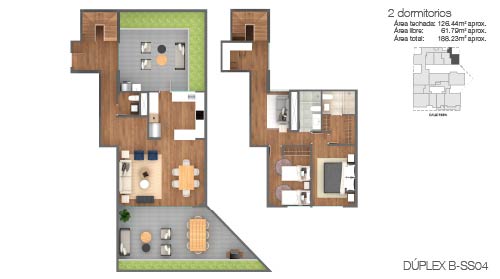 2 dormitorios
Área techada: 126.44m² aprox.
Área libre: 61.79m² aprox.
Área total: 188.23m² aprox.
DÚPLEX B-SS04